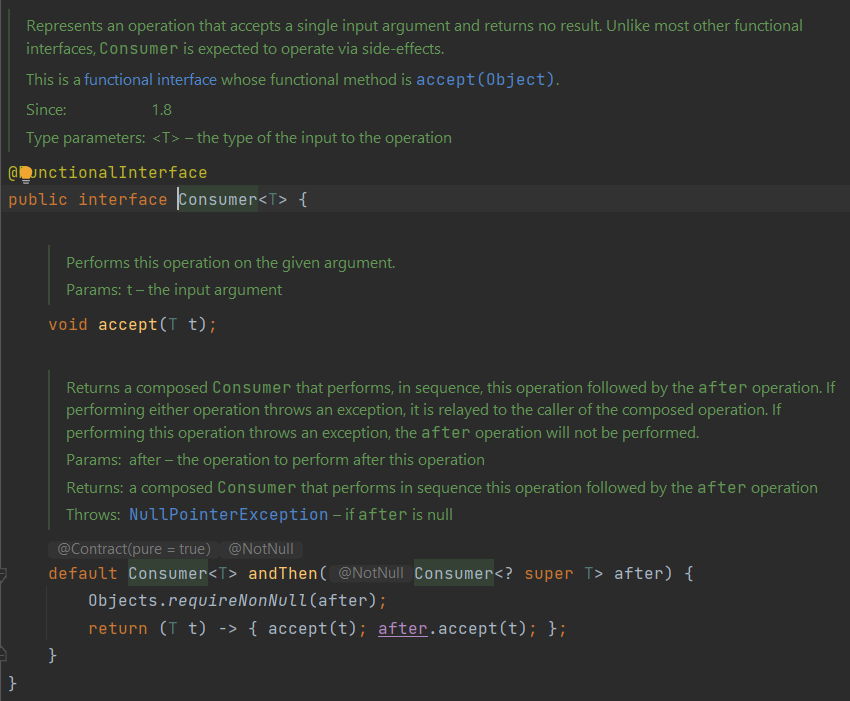 Represents an operation that accepts a single input argument and returns no result. Unlike most other functional
interfaces, Consumer is expected to operate via side-effects.
This is a functional interface whose functional method is accept(Object).
Since: 1.8
Type parameters: <T> – the type of the input to the operation
@FunctionalInterface
public interface Consumer<T> {
Performs this operation on the given argument.
Params: t – the input argument
void accept(T t);
Returns a composed Consumer that performs, in sequence, this operation followed by the after operation. If
performing either operation throws an exception, it is relayed to the caller of the composed operation. If
performing this operation throws an exception, the after operation will not be performed.
Params: after – the operation to perform after this operation
Returns: a composed Consumer that performs in sequence this operation followed by the after operation
Throws: NullPointerException – if after is null
@Contract(pure = true) @NotNull
default Consumer<T> andThen( @NotNull Consumer<? super T> after) {
Objects.requireNonNull(after);
return (T t) -> { accept(t); after.accept(t); };
}
}